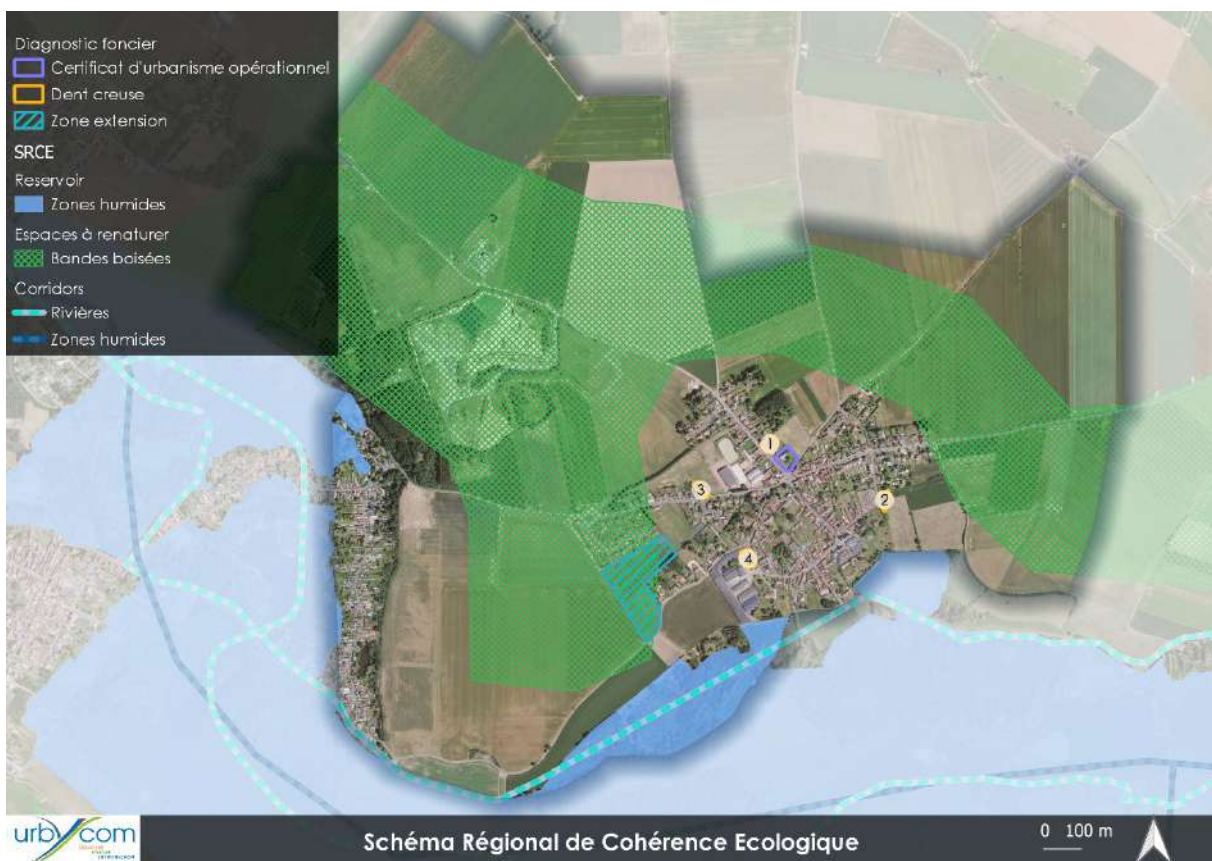 Diagnostic foncier
Certificat d'urbanisme opérationnel
Dent creuse
Zone extension
SRCE
Reservoir
Zones humides
Espaces à renaturer
Bandes boisées
Corridors
Rivières
Zones humides
1
2
3
4
urbycom
Schéma Régional de Cohérence Ecologique
0 100 m